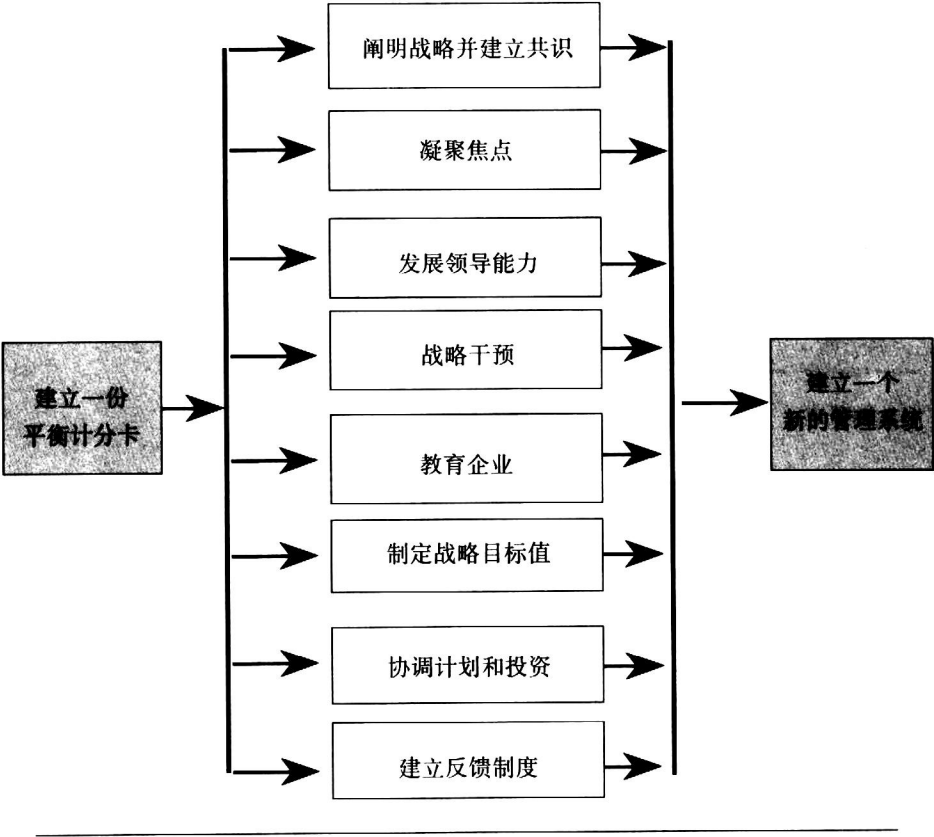 阐明战略并建立共识
凝聚焦点
发展领导能力
战略干预
建立一份
平衡计分卡
教育企业
制定战略目标值
协调计划和投资
建立反馈制度
建立一个
新的管理系统